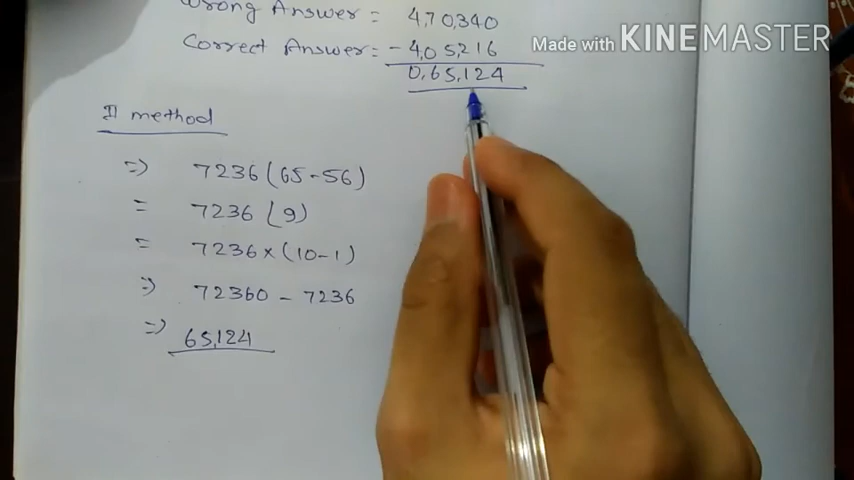 Wrong Answer = 4,70,340
Correct Answer = - 4,05,216
Made with KINEMASTER
0,65,124
II method
=> 7236(65-56)
= 7236 (9)
= 7236×(10-1)
=> 72360 - 7236
=> 65,124